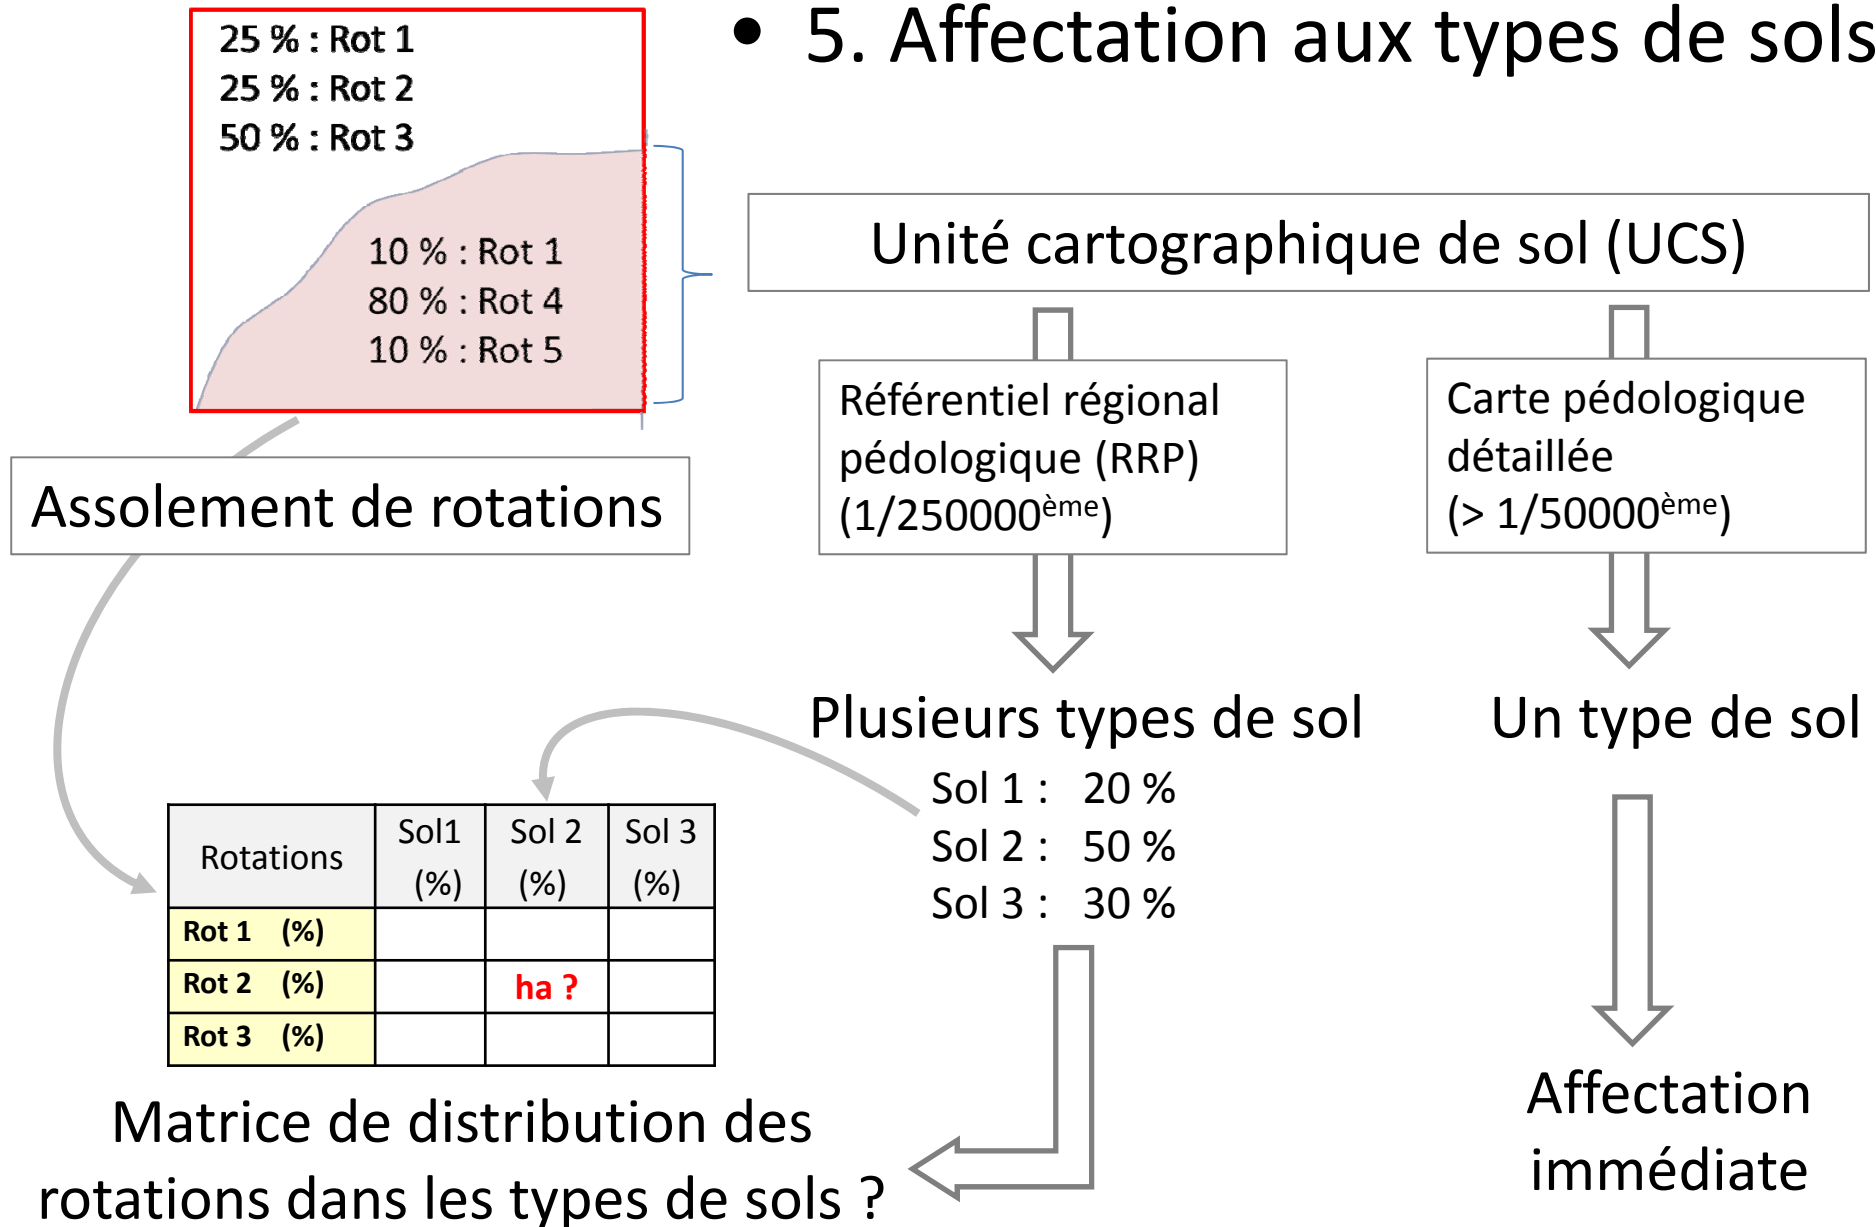 • 5. Affectation aux types de sols
25 % : Rot 1
25 % : Rot 2
50 % : Rot 3
10 % : Rot 1
80 % : Rot 4
10 % : Rot 5
Assolement de rotations
Unité cartographique de sol (UCS)
Référentiel régional
pédologique (RRP)
(1/250000ème)
Carte pédologique
détaillée
(> 1/50000ème)
Plusieurs types de sol
Sol 1 : 20 %
Sol 2 : 50 %
Sol 3 : 30 %
Un type de sol
Affectation
immédiate
Rotations
Sol1
(%)
Sol 2
(%)
Sol 3
(%)
Rot 1 (%)
Rot 2 (%)
ha ?
Rot 3 (%)
Matrice de distribution des
rotations dans les types de sols ?